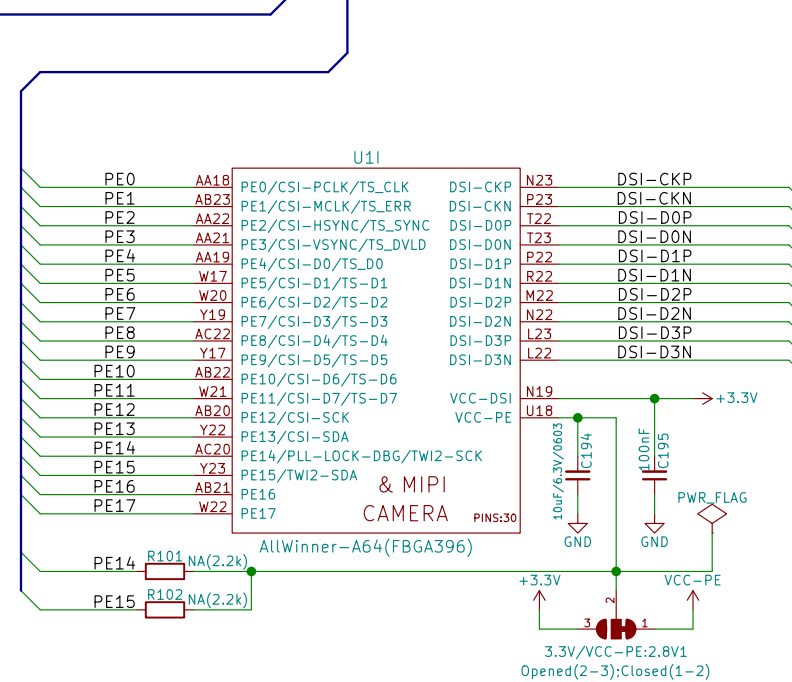 U1I
PE0 AA18 PE0/CSI-PCLK/TS_CLK DSI-CKP N23 DSI-CKP
PE1 AB23 PE1/CSI-MCLK/TS_ERR DSI-CKN P23 DSI-CKN
PE2 AA22 PE2/CSI-HSYNC/TS_SYNC DSI-D0P T22 DSI-D0P
PE3 AA21 PE3/CSI-VSYNC/TS_DVLD DSI-D0N T23 DSI-D0N
PE4 AA19 PE4/CSI-D0/TS_D0 DSI-D1P P22 DSI-D1P
PE5 W17 PE5/CSI-D1/TS-D1 DSI-D1N R22 DSI-D1N
PE6 W20 PE6/CSI-D2/TS-D2 DSI-D2P M22 DSI-D2P
PE7 Y19 PE7/CSI-D3/TS-D3 DSI-D2N N22 DSI-D2N
PE8 AC22 PE8/CSI-D4/TS-D4 DSI-D3P L23 DSI-D3P
PE9 Y17 PE9/CSI-D5/TS-D5 DSI-D3N L22 DSI-D3N
PE10 AB22 PE10/CSI-D6/TS-D6
PE11 W21 PE11/CSI-D7/TS-D7 VCC-DSI N19 +3.3V
PE12 AB20 PE12/CSI-SCK VCC-PE U18
PE13 Y22 PE13/CSI-SDA
PE14 AC20 PE14/PLL-LOCK-DBG/TWI2-SCK
PE15 Y23 PE15/TWI2-SDA
PE16 AB21 PE16
PE17 W22 PE17
& MIPI
CAMERA PINS:30
10uF/6.3V/0603 C194
100nF C195
GND GND
PWR_FLAG
AllWinner-A64(FBGA396)
PE14 R101 NA(2.2k)
PE15 R102 NA(2.2k)
+3.3V VCC-PE
2
3 1
3.3V/VCC-PE:2.8V1
Opened(2-3);Closed(1-2)